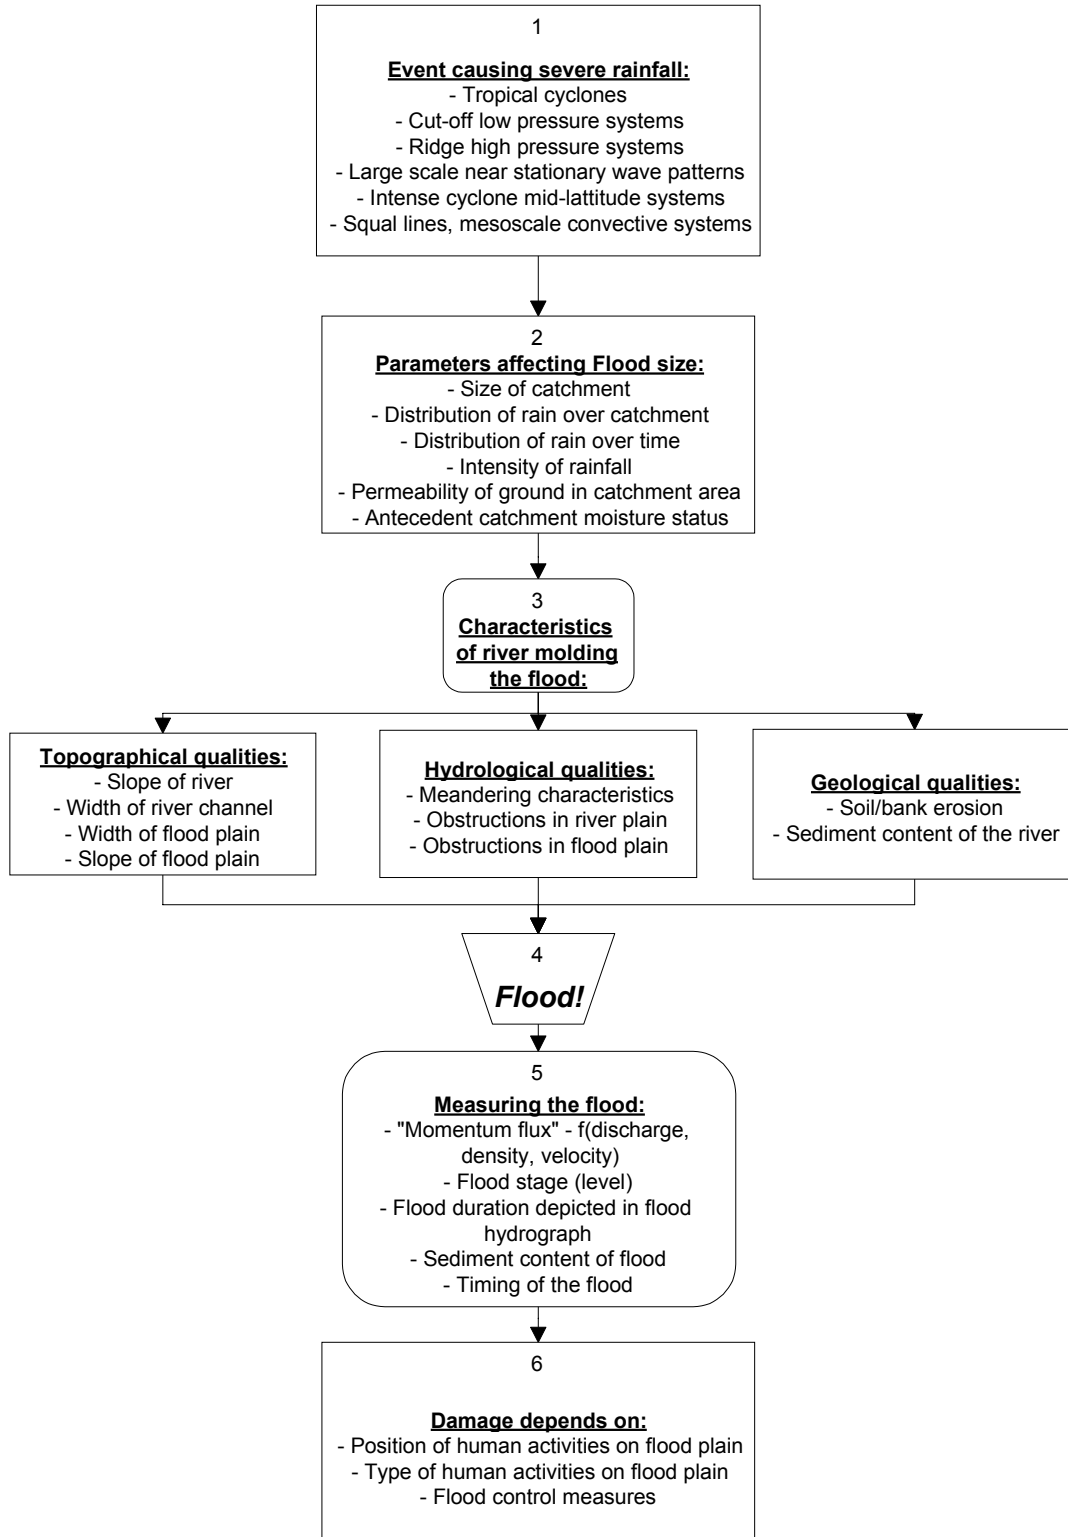 1
Event causing severe rainfall:
- Tropical cyclones
- Cut-off low pressure systems
- Ridge high pressure systems
- Large scale near stationary wave patterns
- Intense cyclone mid-lattitude systems
- Squal lines, mesoscale convective systems
2
Parameters affecting Flood size:
- Size of catchment
- Distribution of rain over catchment
- Distribution of rain over time
- Intensity of rainfall
- Permeability of ground in catchment area
- Antecedent catchment moisture status
3
Characteristics
of river molding
the flood:
Topographical qualities:
- Slope of river
- Width of river channel
- Width of flood plain
- Slope of flood plain
Hydrological qualities:
- Meandering characteristics
- Obstructions in river plain
- Obstructions in flood plain
Geological qualities:
- Soil/bank erosion
- Sediment content of the river
4
Flood!
5
Measuring the flood:
- "Momentum flux" - f(discharge,
density, velocity)
- Flood stage (level)
- Flood duration depicted in flood
hydrograph
- Sediment content of flood
- Timing of the flood
6
Damage depends on:
- Position of human activities on flood plain
- Type of human activities on flood plain
- Flood control measures